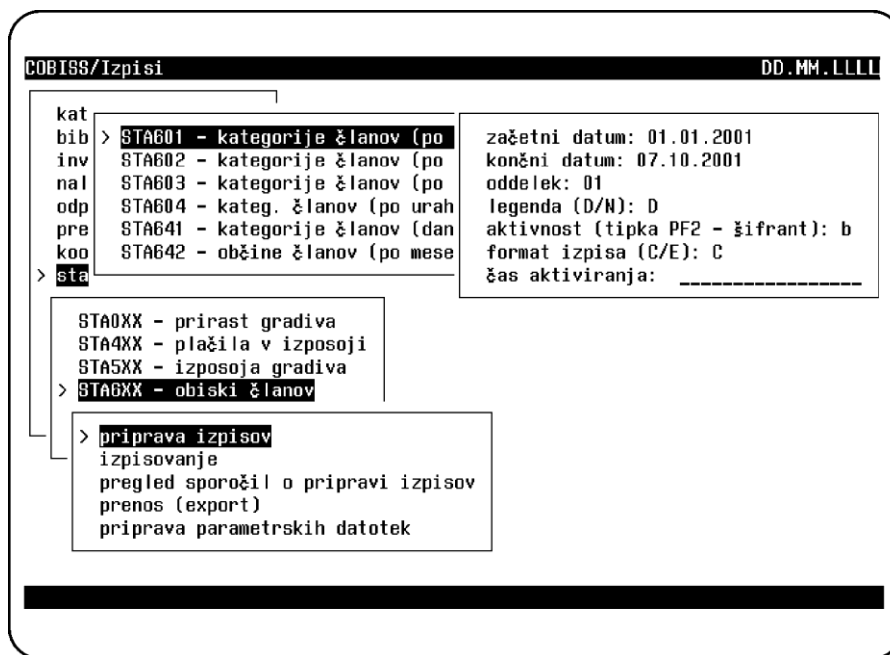 COBISS/Izpisi DD.MM.LLLL
kat
bib
inv
nal
odp
pre
koo
> sta
> STA601 - kategorije članov (po
STA602 - kategorije članov (po
STA603 - kategorije članov (po
STA604 - kateg. članov (po urah
STA641 - kategorije članov (dan
STA642 - občine članov (po mese
začetni datum: 01.01.2001
končni datum: 07.10.2001
oddelek: 01
legenda (D/N): D
aktivnost (tipka PF2 - šifrant): b
format izpisa (C/E): C
čas aktiviranja: _________________
STA0XX - prirast gradiva
STA4XX - plačila v izposoji
STA5XX - izposoja gradiva
> STA6XX - obiski članov
> priprava izpisov
izpisovanje
pregled sporočil o pripravi izpisov
prenos (export)
priprava parametrskih datotek